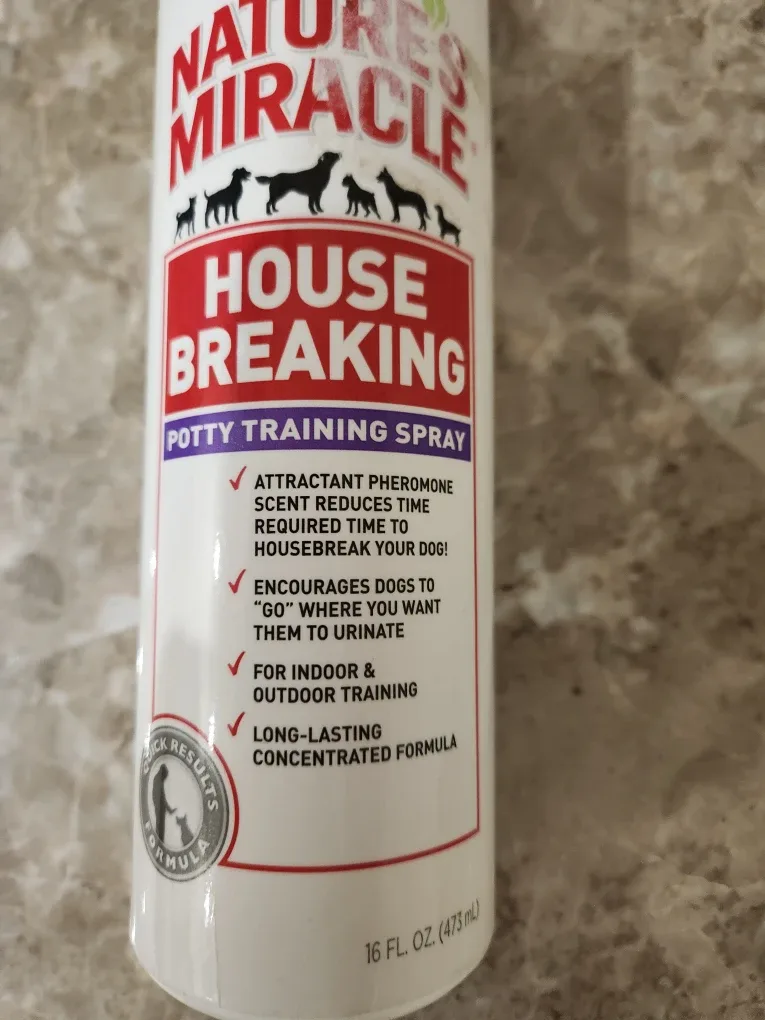 NATURE'S
MIRACLE
HOUSE
BREAKING
POTTY TRAINING SPRAY
✓ ATTRACTANT PHEROMONE
SCENT REDUCES TIME
REQUIRED TIME TO
HOUSEBREAK YOUR DOG!
✓ ENCOURAGES DOGS TO
"GO" WHERE YOU WANT
THEM TO URINATE
✓ FOR INDOOR &
OUTDOOR TRAINING
✓ LONG-LASTING
CONCENTRATED FORMULA
QUICK RESULTS
FORMULA
16 FL. OZ. (473 mL)